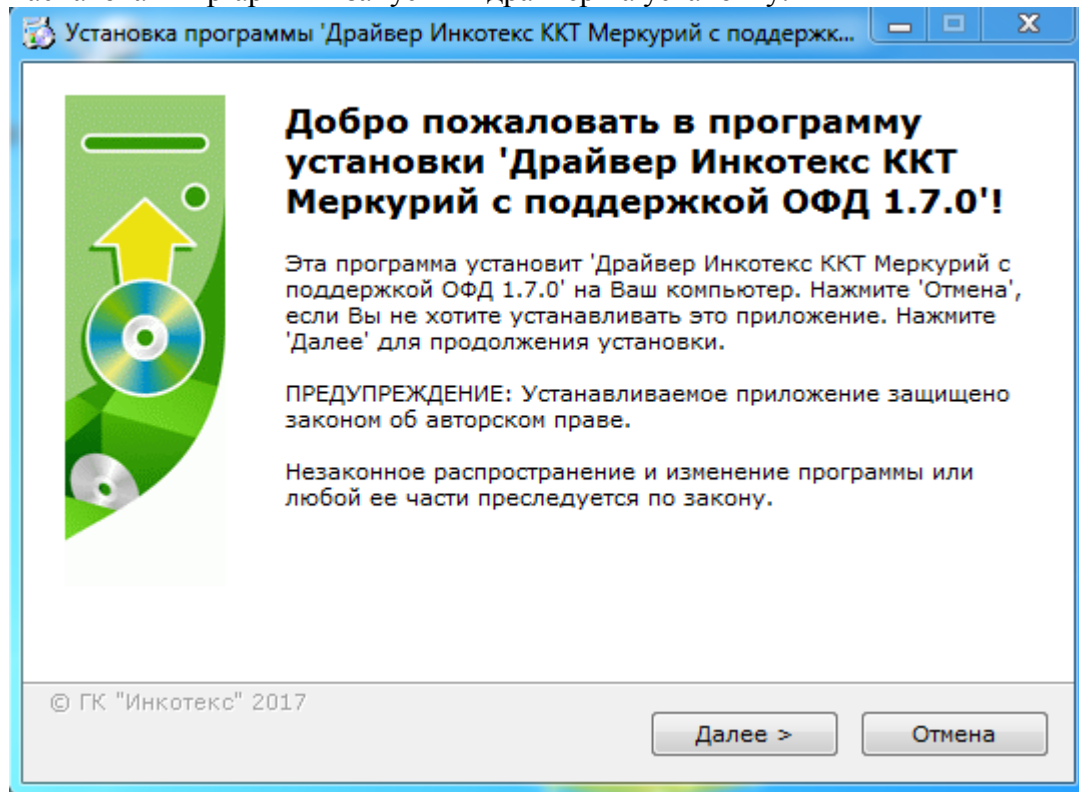 Установка программы 'Драйвер Инкотекс ККТ Меркурий с поддержк...
Добро пожаловать в программу
установки 'Драйвер Инкотекс ККТ
Меркурий с поддержкой ОФД 1.7.0'!
Эта программа установит 'Драйвер Инкотекс ККТ Меркурий с
поддержкой ОФД 1.7.0' на Ваш компьютер. Нажмите 'Отмена',
если Вы не хотите устанавливать это приложение. Нажмите
'Далее' для продолжения установки.
ПРЕДУПРЕЖДЕНИЕ: Устанавливаемое приложение защищено
законом об авторском праве.
Незаконное распространение и изменение программы или
любой ее части преследуется по закону.
© ГК "Инкотекс" 2017
Далее >
Отмена